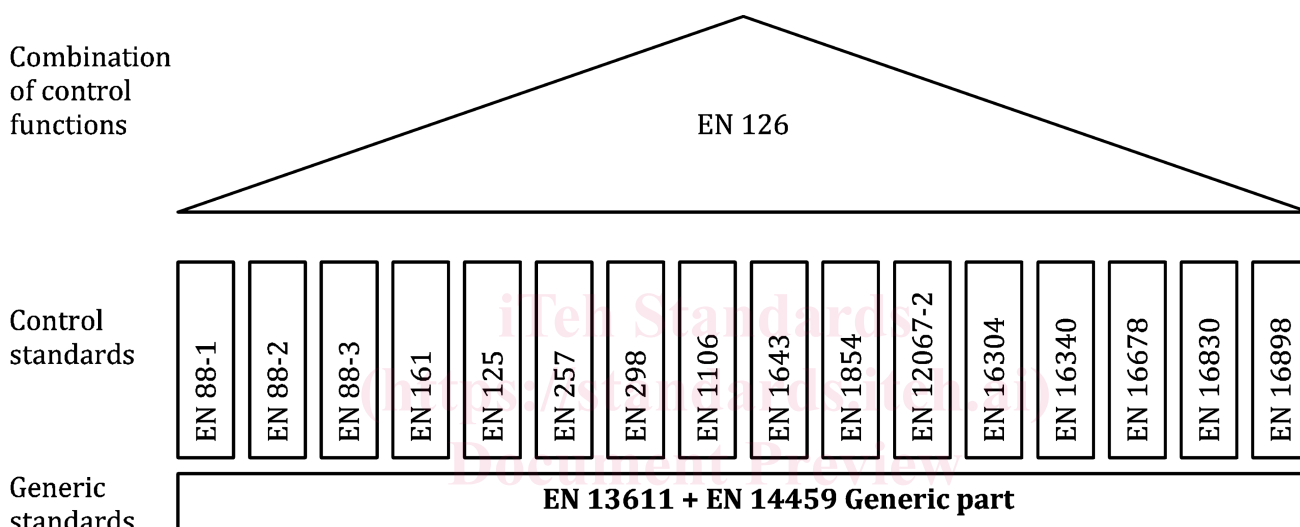 Combination
of control
functions
EN 126
Control
standards
EN 88-1
EN 88-2
EN 88-3
EN 161
EN 125
EN 257
EN 298
EN 1106
EN 1643
EN 1854
EN 12067-2
EN 16304
EN 16340
EN 16678
EN 16830
EN 16898
iTeh Standards
(https://standards.iteh.ai)
Document Preview
Generic
standards
EN 13611 + EN 14459 Generic part